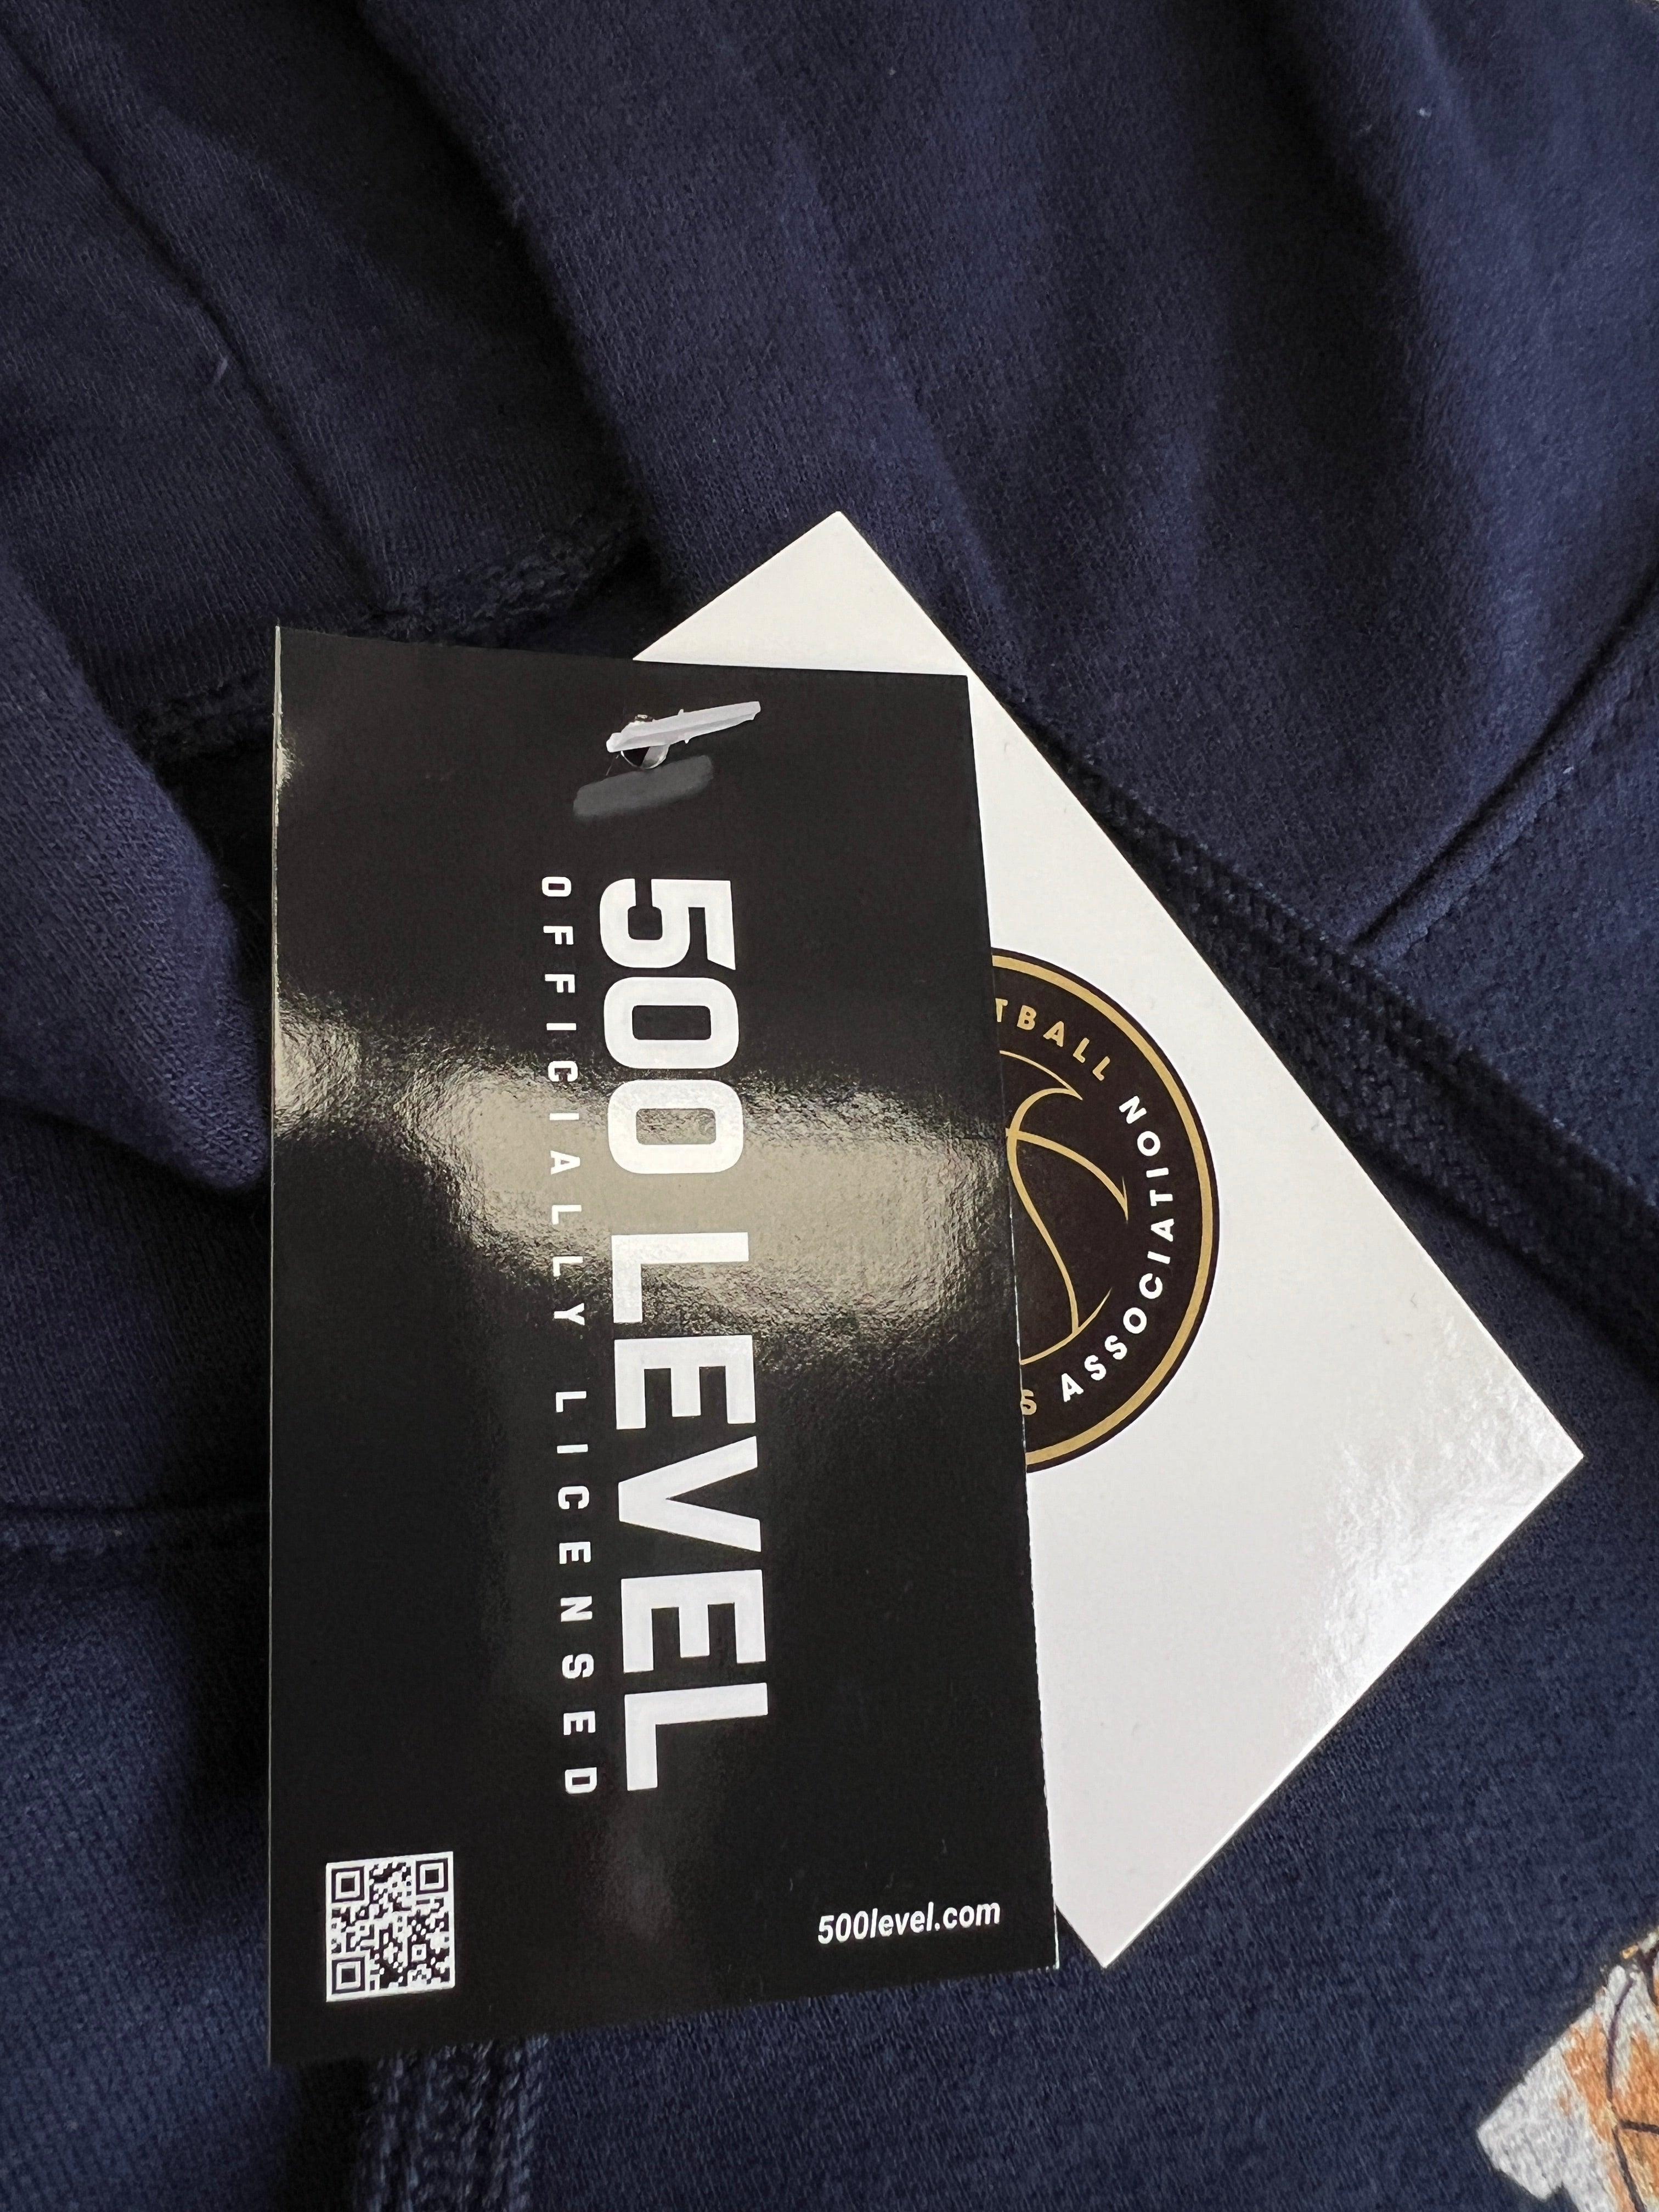 500 LEVEL
OFFICIALLY LICENSED
500level.com
TBALL
S ASSOCIATION